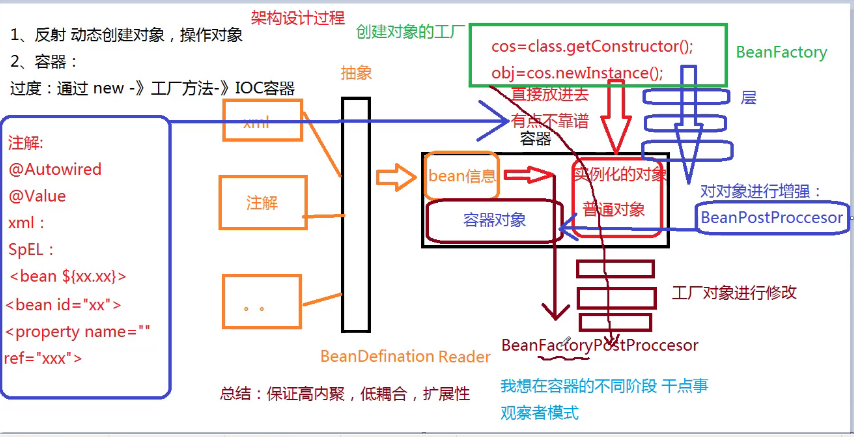 架构设计过程
1、反射 动态创建对象，操作对象
2、容器：
过度：通过 new -》工厂方法-》IOC容器
创建对象的工厂
cos=class.getConstructor();
obj=cos.newInstance();
BeanFactory
抽象
直接放进去
有点不靠谱
层
容器
xml
注解
。。
注解:
@Autowired
@Value
xml：
SpEL：
<bean ${xx.xx}>
<bean id="xx">
<property name=""
ref="xxx">
bean信息
实例化的对象
普通对象
容器对象
对对象进行增强：
BeanPostProccesor
工厂对象进行修改
BeanFactoryPostProccesor
BeanDefination Reader
总结：保证高内聚，低耦合，扩展性
我想在容器的不同阶段 干点事
观察者模式